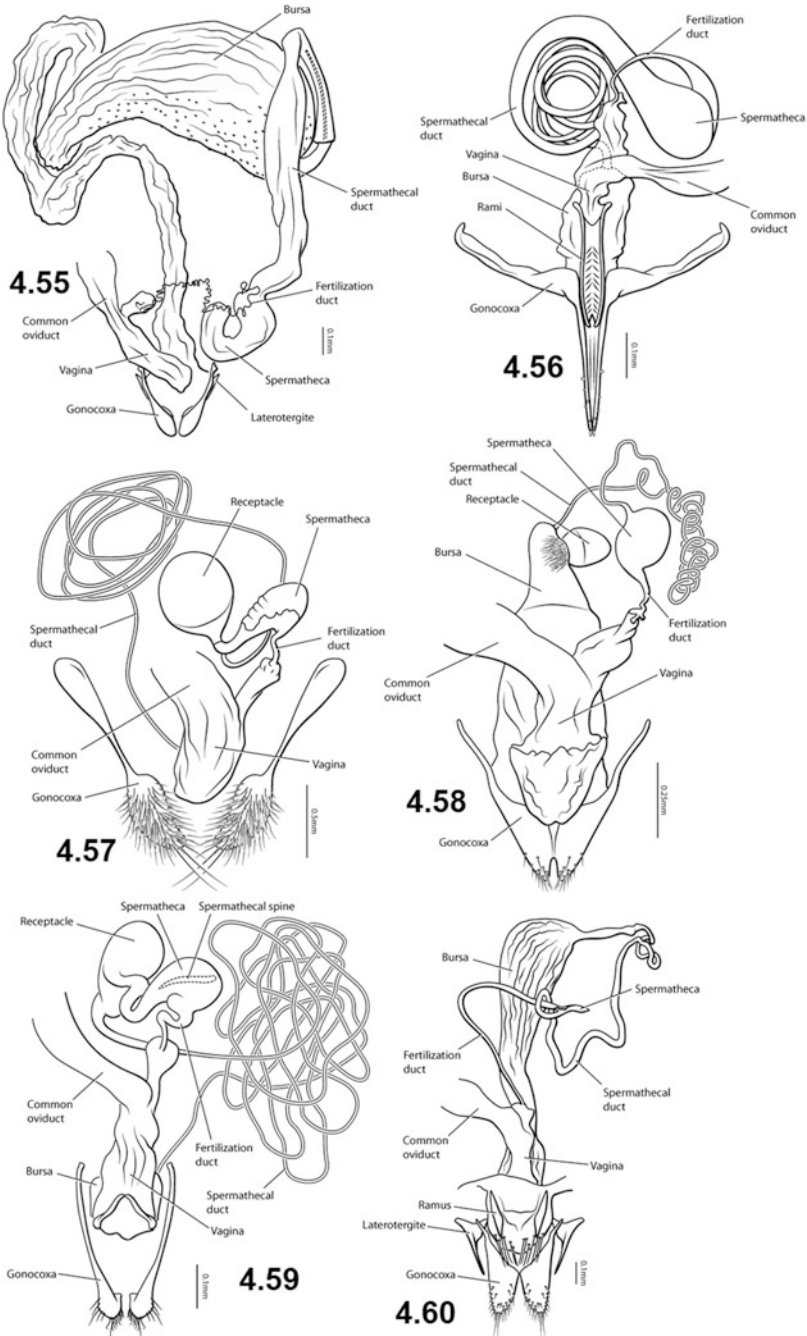 Bursa
Spermathecal
duct
Fertilization
duct
4.55
Common
oviduct
Vagina
Gonocoxa
Spermatheca
Laterotergite
0.1mm
Fertilization
duct
Spermathecal
duct
Spermatheca
Vagina
Bursa
Rami
Common
oviduct
Gonocoxa
4.56
0.1mm
Receptacle
Spermatheca
Spermathecal
duct
Fertilization
duct
Common
oviduct
Vagina
Gonocoxa
4.57
0.5mm
Spermatheca
Spermathecal
duct
Receptacle
Bursa
Fertilization
duct
Common
oviduct
Vagina
4.58
Gonocoxa
0.25mm
Spermatheca
Spermathecal spine
Receptacle
Common
oviduct
Fertilization
duct
Bursa
Spermathecal
duct
Vagina
Gonocoxa
4.59
0.1mm
Bursa
Spermatheca
Fertilization
duct
Spermathecal
duct
Common
oviduct
Vagina
Ramus
Laterotergite
Gonocoxa
4.60
0.1mm